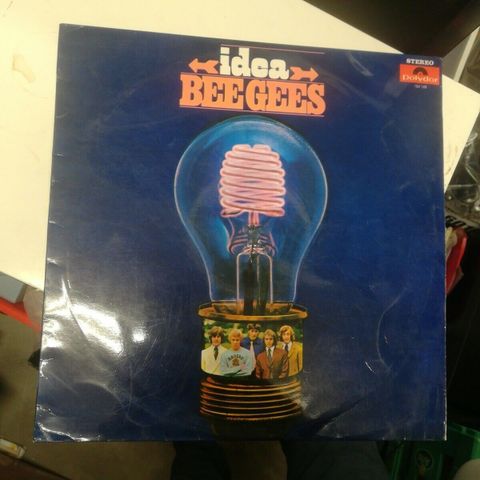 idea
BEE GEES
STEREO
Polydor